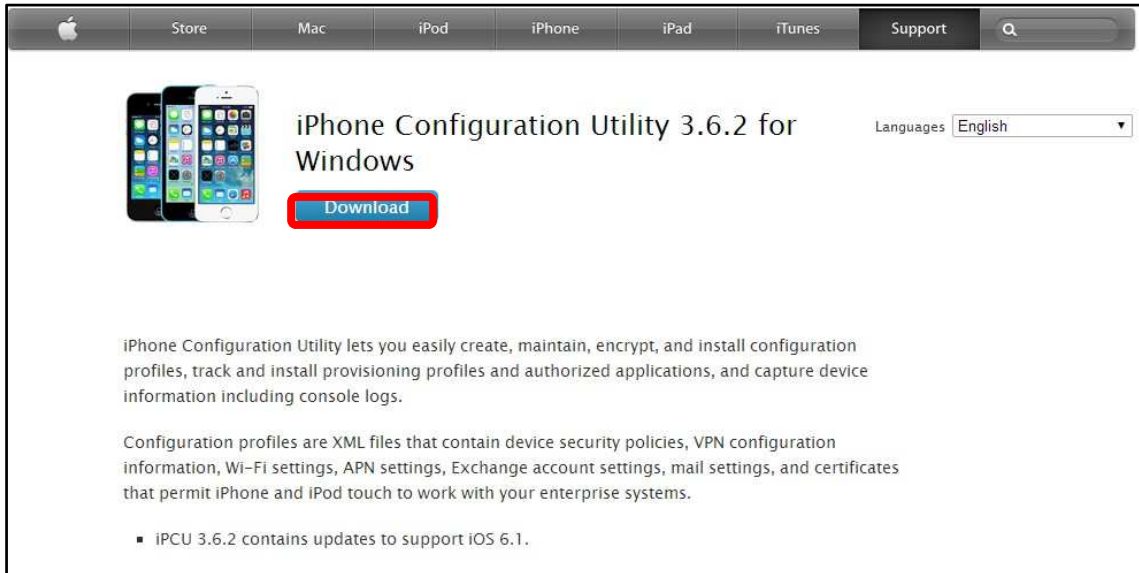 Store Mac iPod iPhone iPad iTunes Support
iPhone Configuration Utility 3.6.2 for
Windows
Languages English
Download
iPhone Configuration Utility lets you easily create, maintain, encrypt, and install configuration
profiles, track and install provisioning profiles and authorized applications, and capture device
information including console logs.
Configuration profiles are XML files that contain device security policies, VPN configuration
information, Wi-Fi settings, APN settings, Exchange account settings, mail settings, and certificates
that permit iPhone and iPod touch to work with your enterprise systems.
▪ iPCU 3.6.2 contains updates to support iOS 6.1.